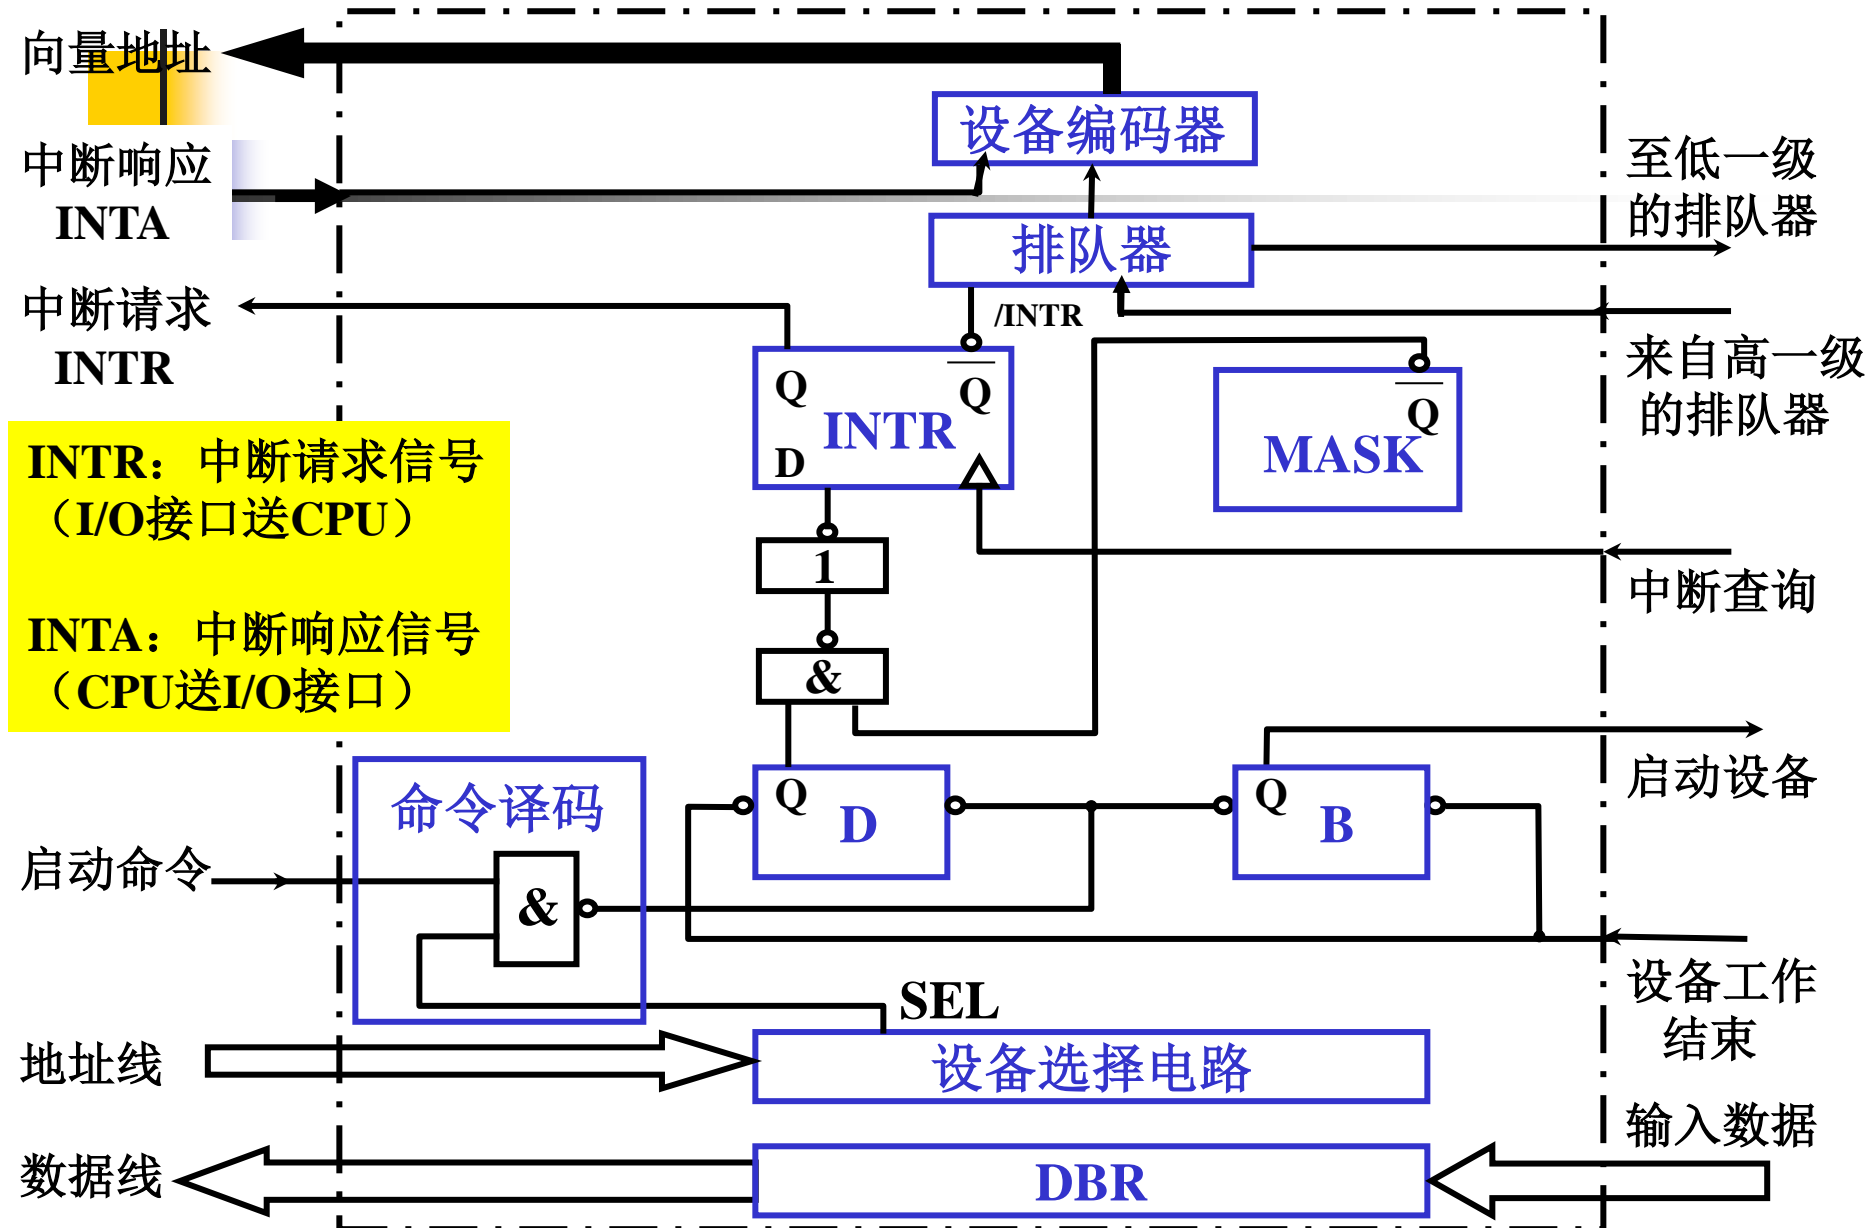 向量地址
设备编码器
中断响应
INTA
至低一级
的排队器
排队器
中断请求
INTR
/INTR
来自高一级
的排队器
Q
Q
INTR
D
Q
MASK
INTR：中断请求信号
（I/O接口送CPU）
INTA：中断响应信号
（CPU送I/O接口）
1
中断查询
&
启动设备
命令译码
Q
D
Q
B
启动命令
&
设备工作
结束
SEL
地址线
设备选择电路
输入数据
数据线
DBR